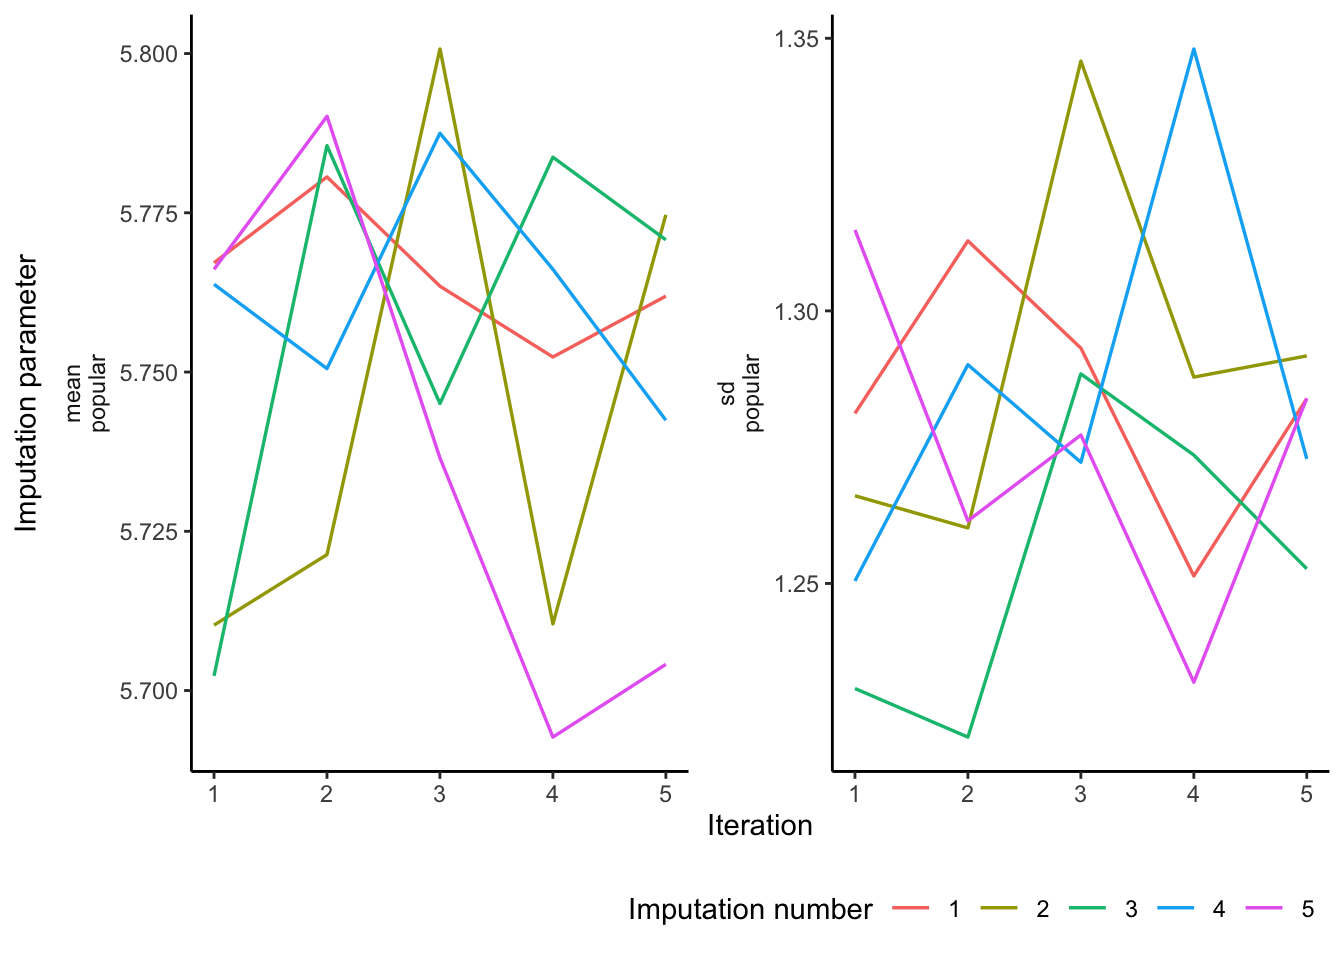 Imputation parameter
mean
popular
5.800
5.775
5.750
5.725
5.700
1 2 3 4 5
sd
popular
1.35
1.30
1.25
1 2 3 4 5
Iteration
Imputation number 1 2 3 4 5